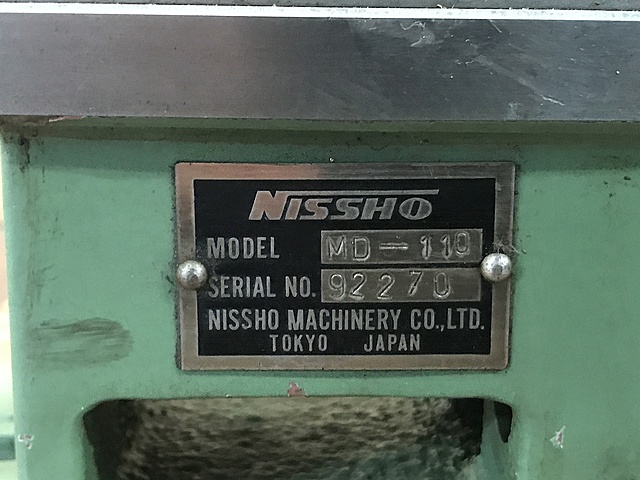 NISSHO
MODEL MD-110
SERIAL NO. 92270
NISSHO MACHINERY CO.,LTD.
TOKYO JAPAN